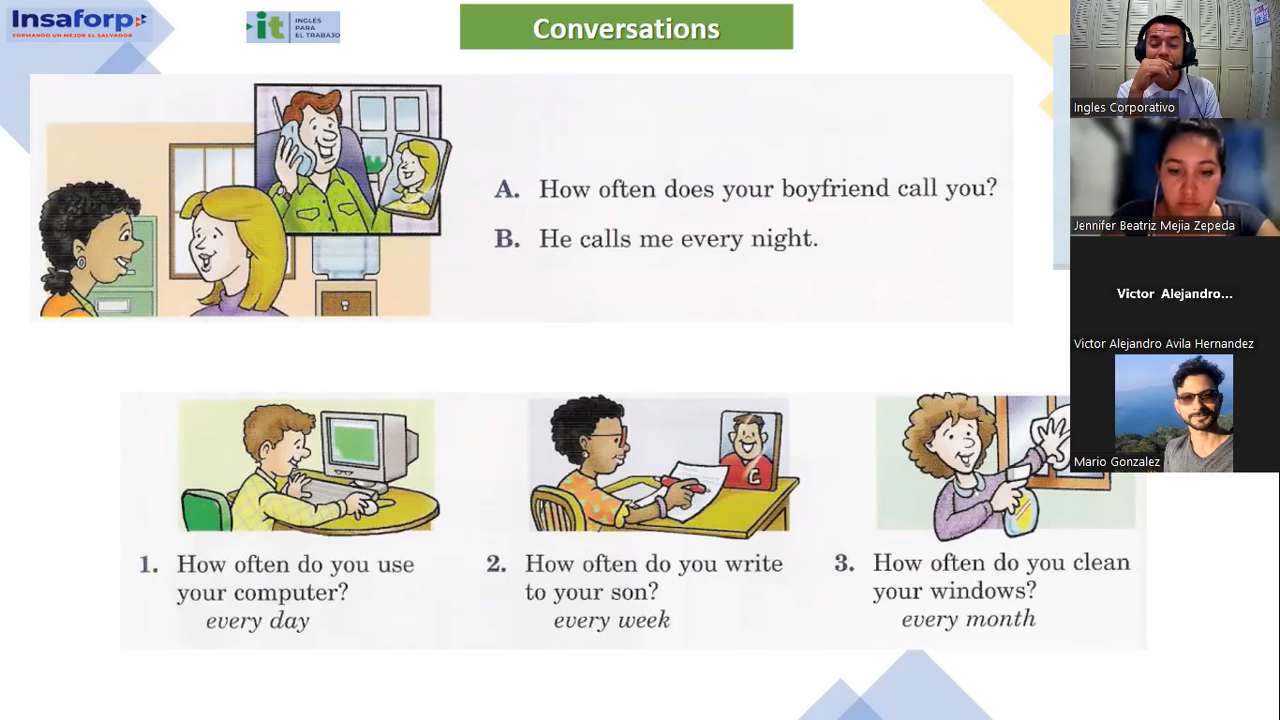 Insaforp
FORMANDO UN MEJOR EL SALVADOR
it
INGLÉS
PARA
EL TRABAJO
Conversations
A. How often does your boyfriend call you?
B. He calls me every night.
1. How often do you use
your computer?
every day
2. How often do you write
to your son?
every week
C
3. How often do you clean
your windows?
every month
Ingles Corporativo
Jennifer Beatriz Mejia Zepeda
Victor Alejandro...
Victor Alejandro Avila Hernandez
Mario Gonzalez